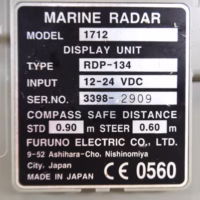 MARINE RADAR
MODEL 1712
DISPLAY UNIT
TYPE RDP-134
INPUT 12-24 VDC
SER.NO. 3398-2909
COMPASS SAFE DISTANCE
STD 0.90 m STEER 0.60 m
FURUNO ELECTRIC CO., LTD.
9-52 Ashihara-Cho, Nishinomiya
City, Japan
MADE IN JAPAN CE 0560